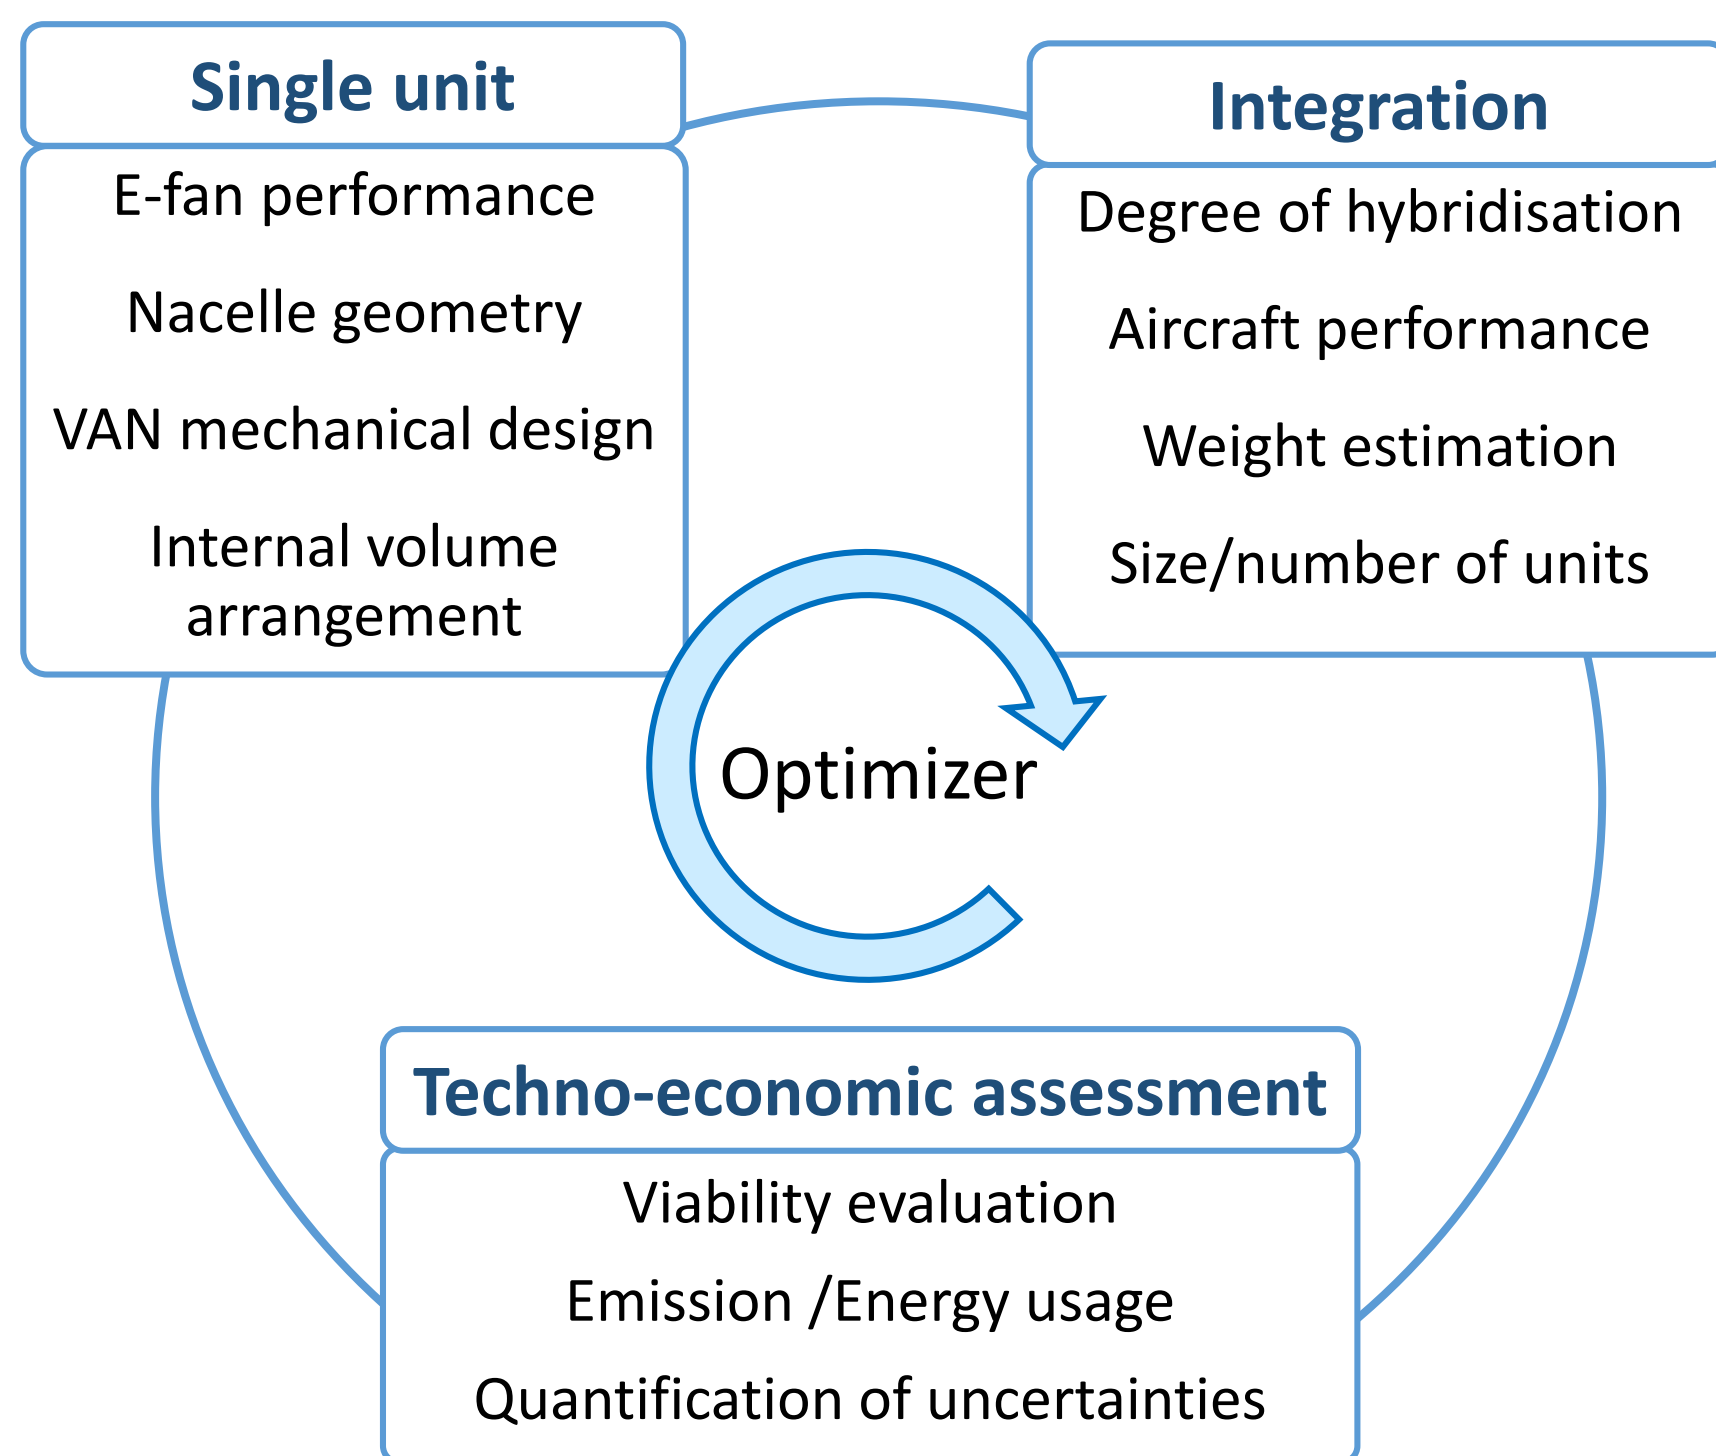 Single unit
E-fan performance
Nacelle geometry
VAN mechanical design
Internal volume
arrangement
Integration
Degree of hybridisation
Aircraft performance
Weight estimation
Size/number of units
Optimizer
Techno-economic assessment
Viability evaluation
Emission /Energy usage
Quantification of uncertainties